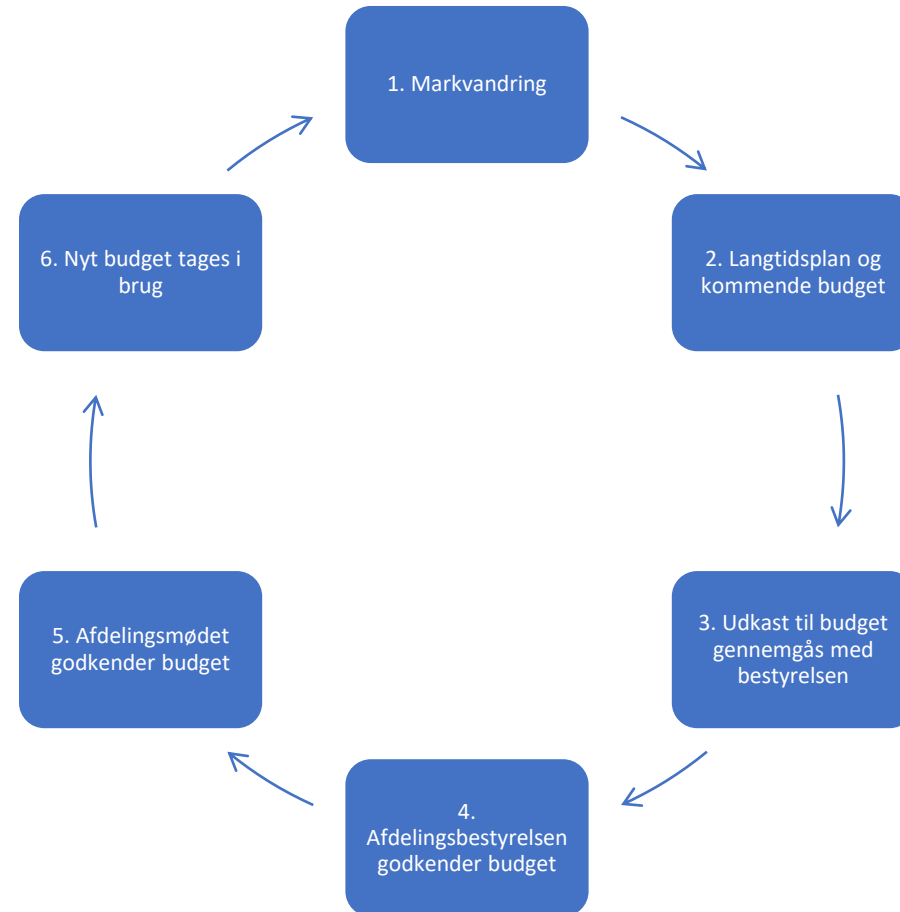 1. Markvandring
2. Langtidsplan og
kommende budget
3. Udkast til budget
gennemgås med
bestyrelsen
4.
Afdelingsbestyrelsen
godkender budget
5. Afdelingsmødet
godkender budget
6. Nyt budget tages i
brug